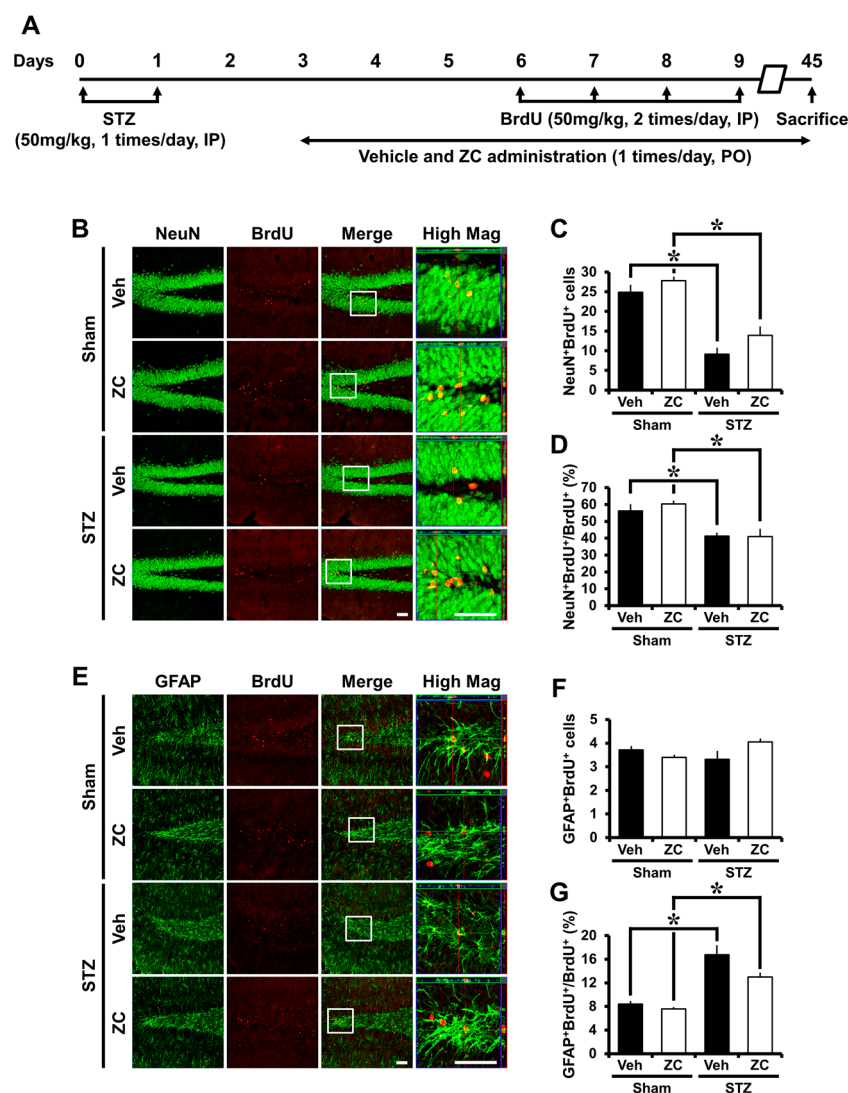 A
Days 0 1 2 3 4 5 6 7 8 9 45
STZ
(50mg/kg, 1 times/day, IP)
BrdU (50mg/kg, 2 times/day, IP)
Sacrifice
Vehicle and ZC administration (1 times/day, PO)
B
NeuN BrdU Merge High Mag
Sham
Veh
ZC
STZ
Veh
ZC
C
*
*
NeuN⁺BrdU⁺ cells
30
25
20
15
10
5
0
Veh ZC Veh ZC
Sham STZ
D
*
*
NeuN⁺BrdU⁺/BrdU⁺ (%)
70
60
50
40
30
20
10
0
Veh ZC Veh ZC
Sham STZ
E
GFAP BrdU Merge High Mag
Sham
Veh
ZC
STZ
Veh
ZC
F
GFAP⁺BrdU⁺ cells
5
4
3
2
1
0
Veh ZC Veh ZC
Sham STZ
G
*
*
GFAP⁺BrdU⁺/BrdU⁺ (%)
20
16
12
8
4
0
Veh ZC Veh ZC
Sham STZ